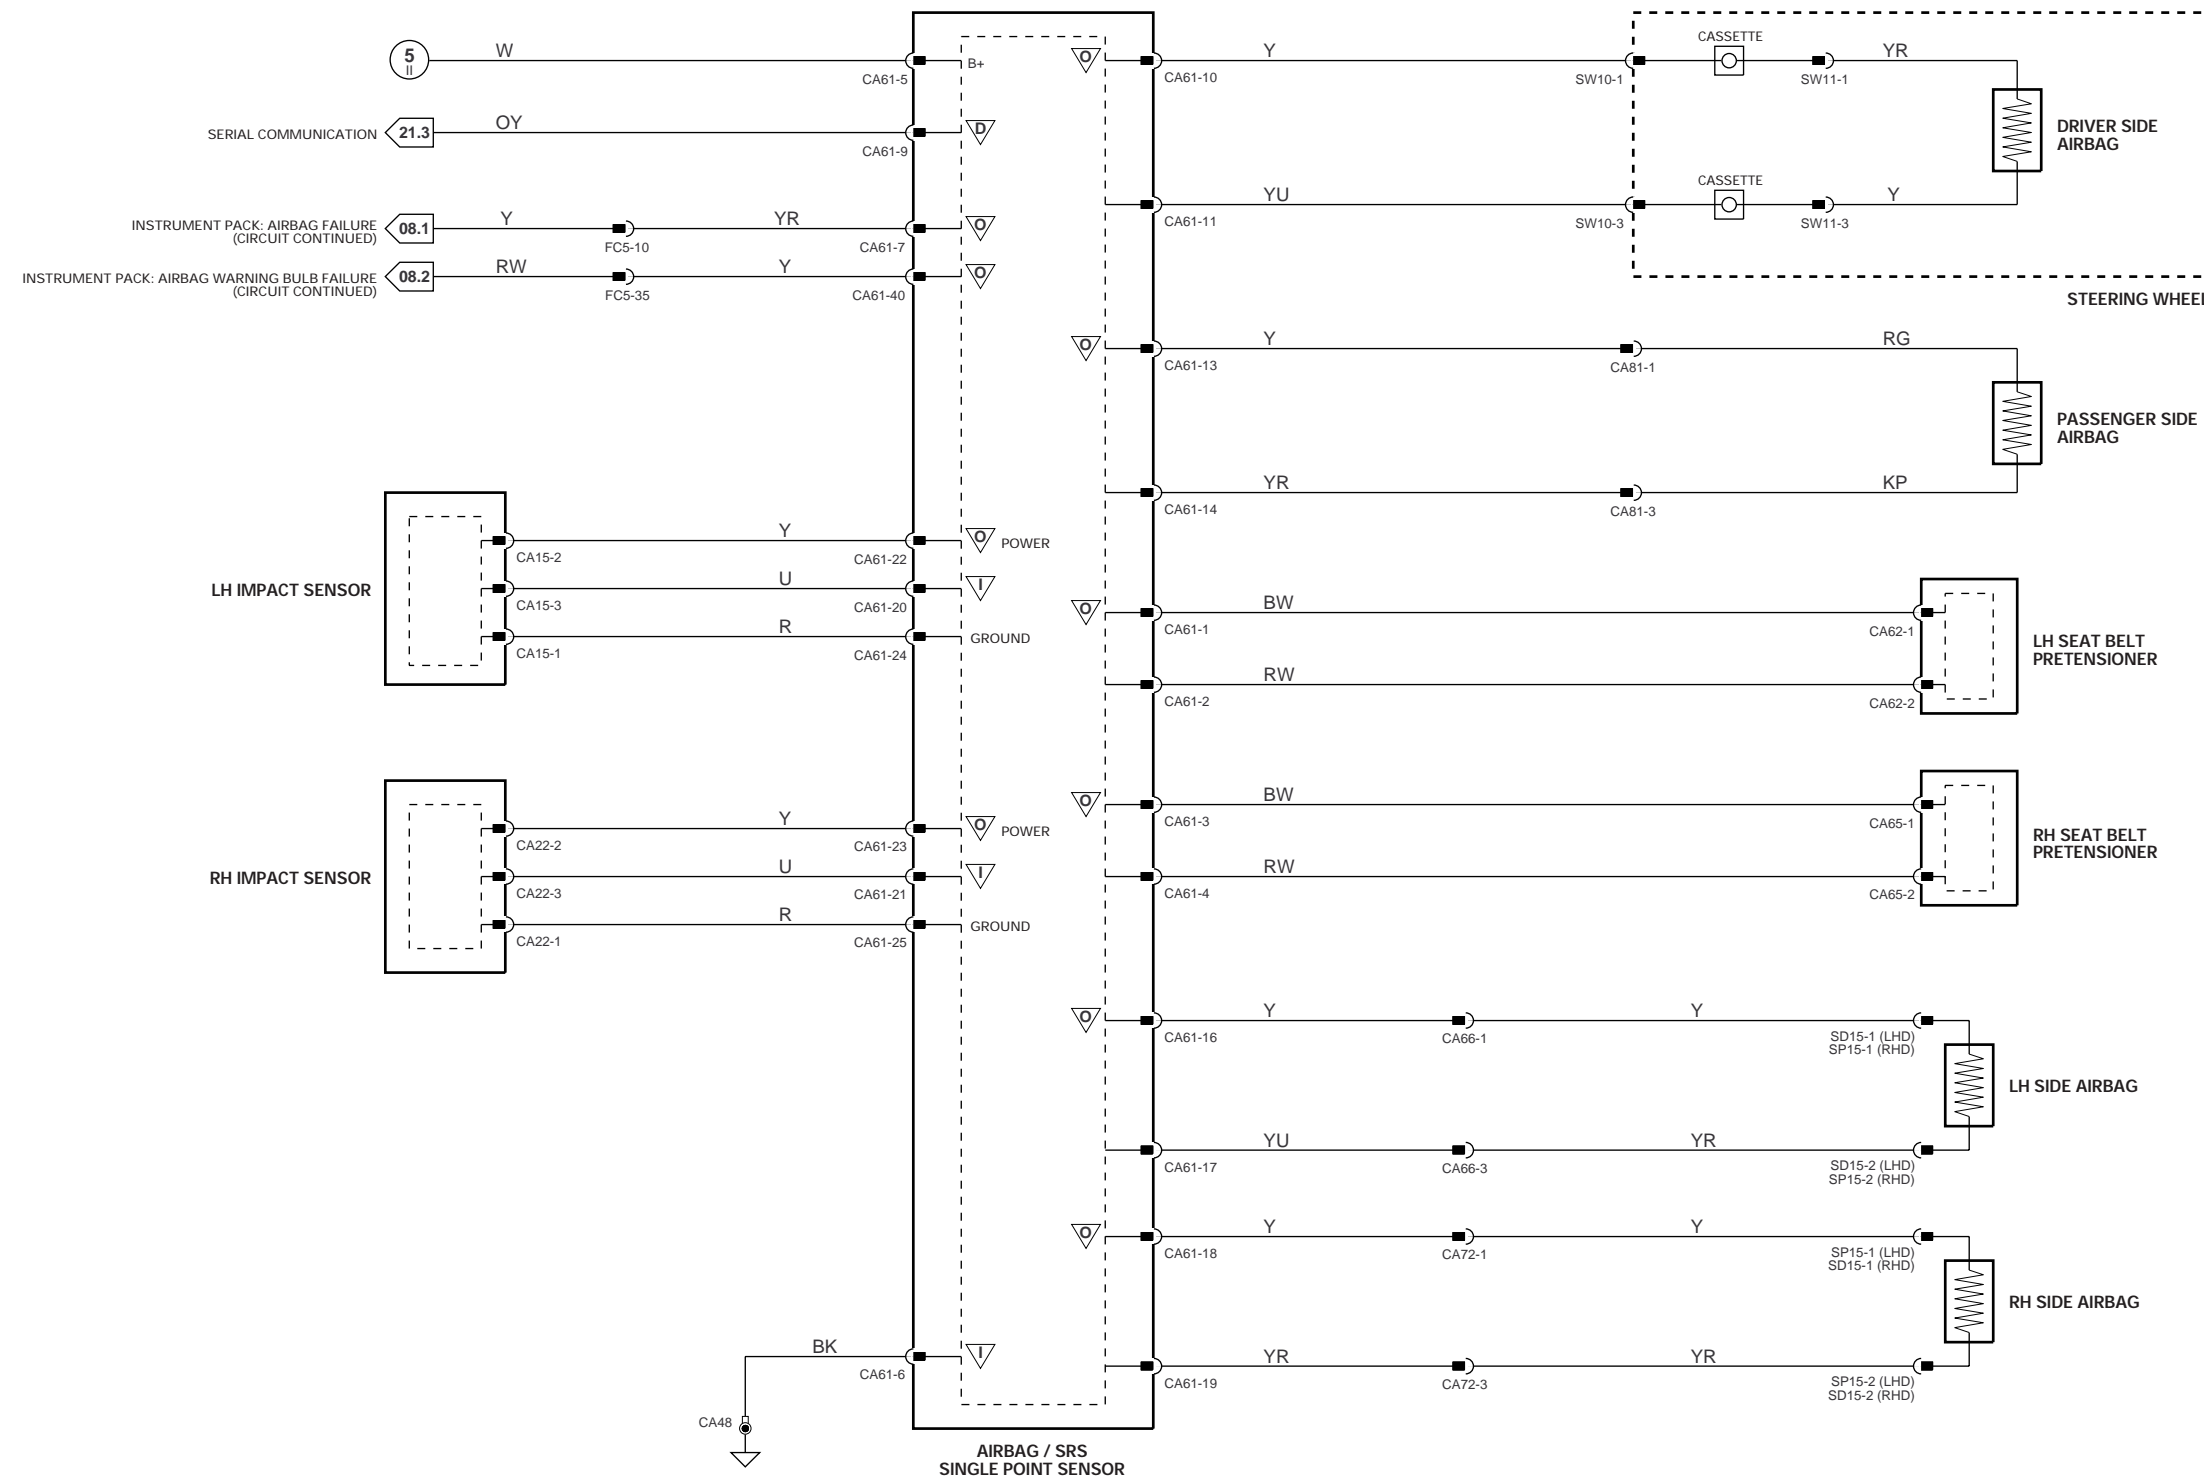 5
II
W
CA61-5
B+
O
CA61-10
Y
SW10-1
CASSETTE
SW11-1
YR
DRIVER SIDE
AIRBAG
SERIAL COMMUNICATION
21.3
OY
CA61-9
D
INSTRUMENT PACK: AIRBAG FAILURE
(CIRCUIT CONTINUED)
08.1
Y
FC5-10
YR
CA61-7
O
CA61-11
YU
SW10-3
CASSETTE
SW11-3
Y
INSTRUMENT PACK: AIRBAG WARNING BULB FAILURE
(CIRCUIT CONTINUED)
08.2
RW
FC5-35
Y
CA61-40
O
STEERING WHEEL
O
CA61-13
Y
CA81-1
RG
PASSENGER SIDE
AIRBAG
CA61-14
YR
CA81-3
KP
LH IMPACT SENSOR
CA15-2
Y
CA61-22
O
POWER
CA15-3
U
CA61-20
I
CA15-1
R
CA61-24
GROUND
O
CA61-1
BW
CA62-1
LH SEAT BELT
PRETENSIONER
CA61-2
RW
CA62-2
RH IMPACT SENSOR
CA22-2
Y
CA61-23
O
POWER
CA22-3
U
CA61-21
I
CA22-1
R
CA61-25
GROUND
O
CA61-3
BW
CA65-1
RH SEAT BELT
PRETENSIONER
CA61-4
RW
CA65-2
O
CA61-16
Y
CA66-1
Y
SD15-1 (LHD)
SP15-1 (RHD)
LH SIDE AIRBAG
CA61-17
YU
CA66-3
YR
SD15-2 (LHD)
SP15-2 (RHD)
O
CA61-18
Y
CA72-1
Y
SP15-1 (LHD)
SD15-1 (RHD)
RH SIDE AIRBAG
CA61-19
YR
CA72-3
YR
SP15-2 (LHD)
SD15-2 (RHD)
BK
CA61-6
I
CA48
AIRBAG / SRS
SINGLE POINT SENSOR